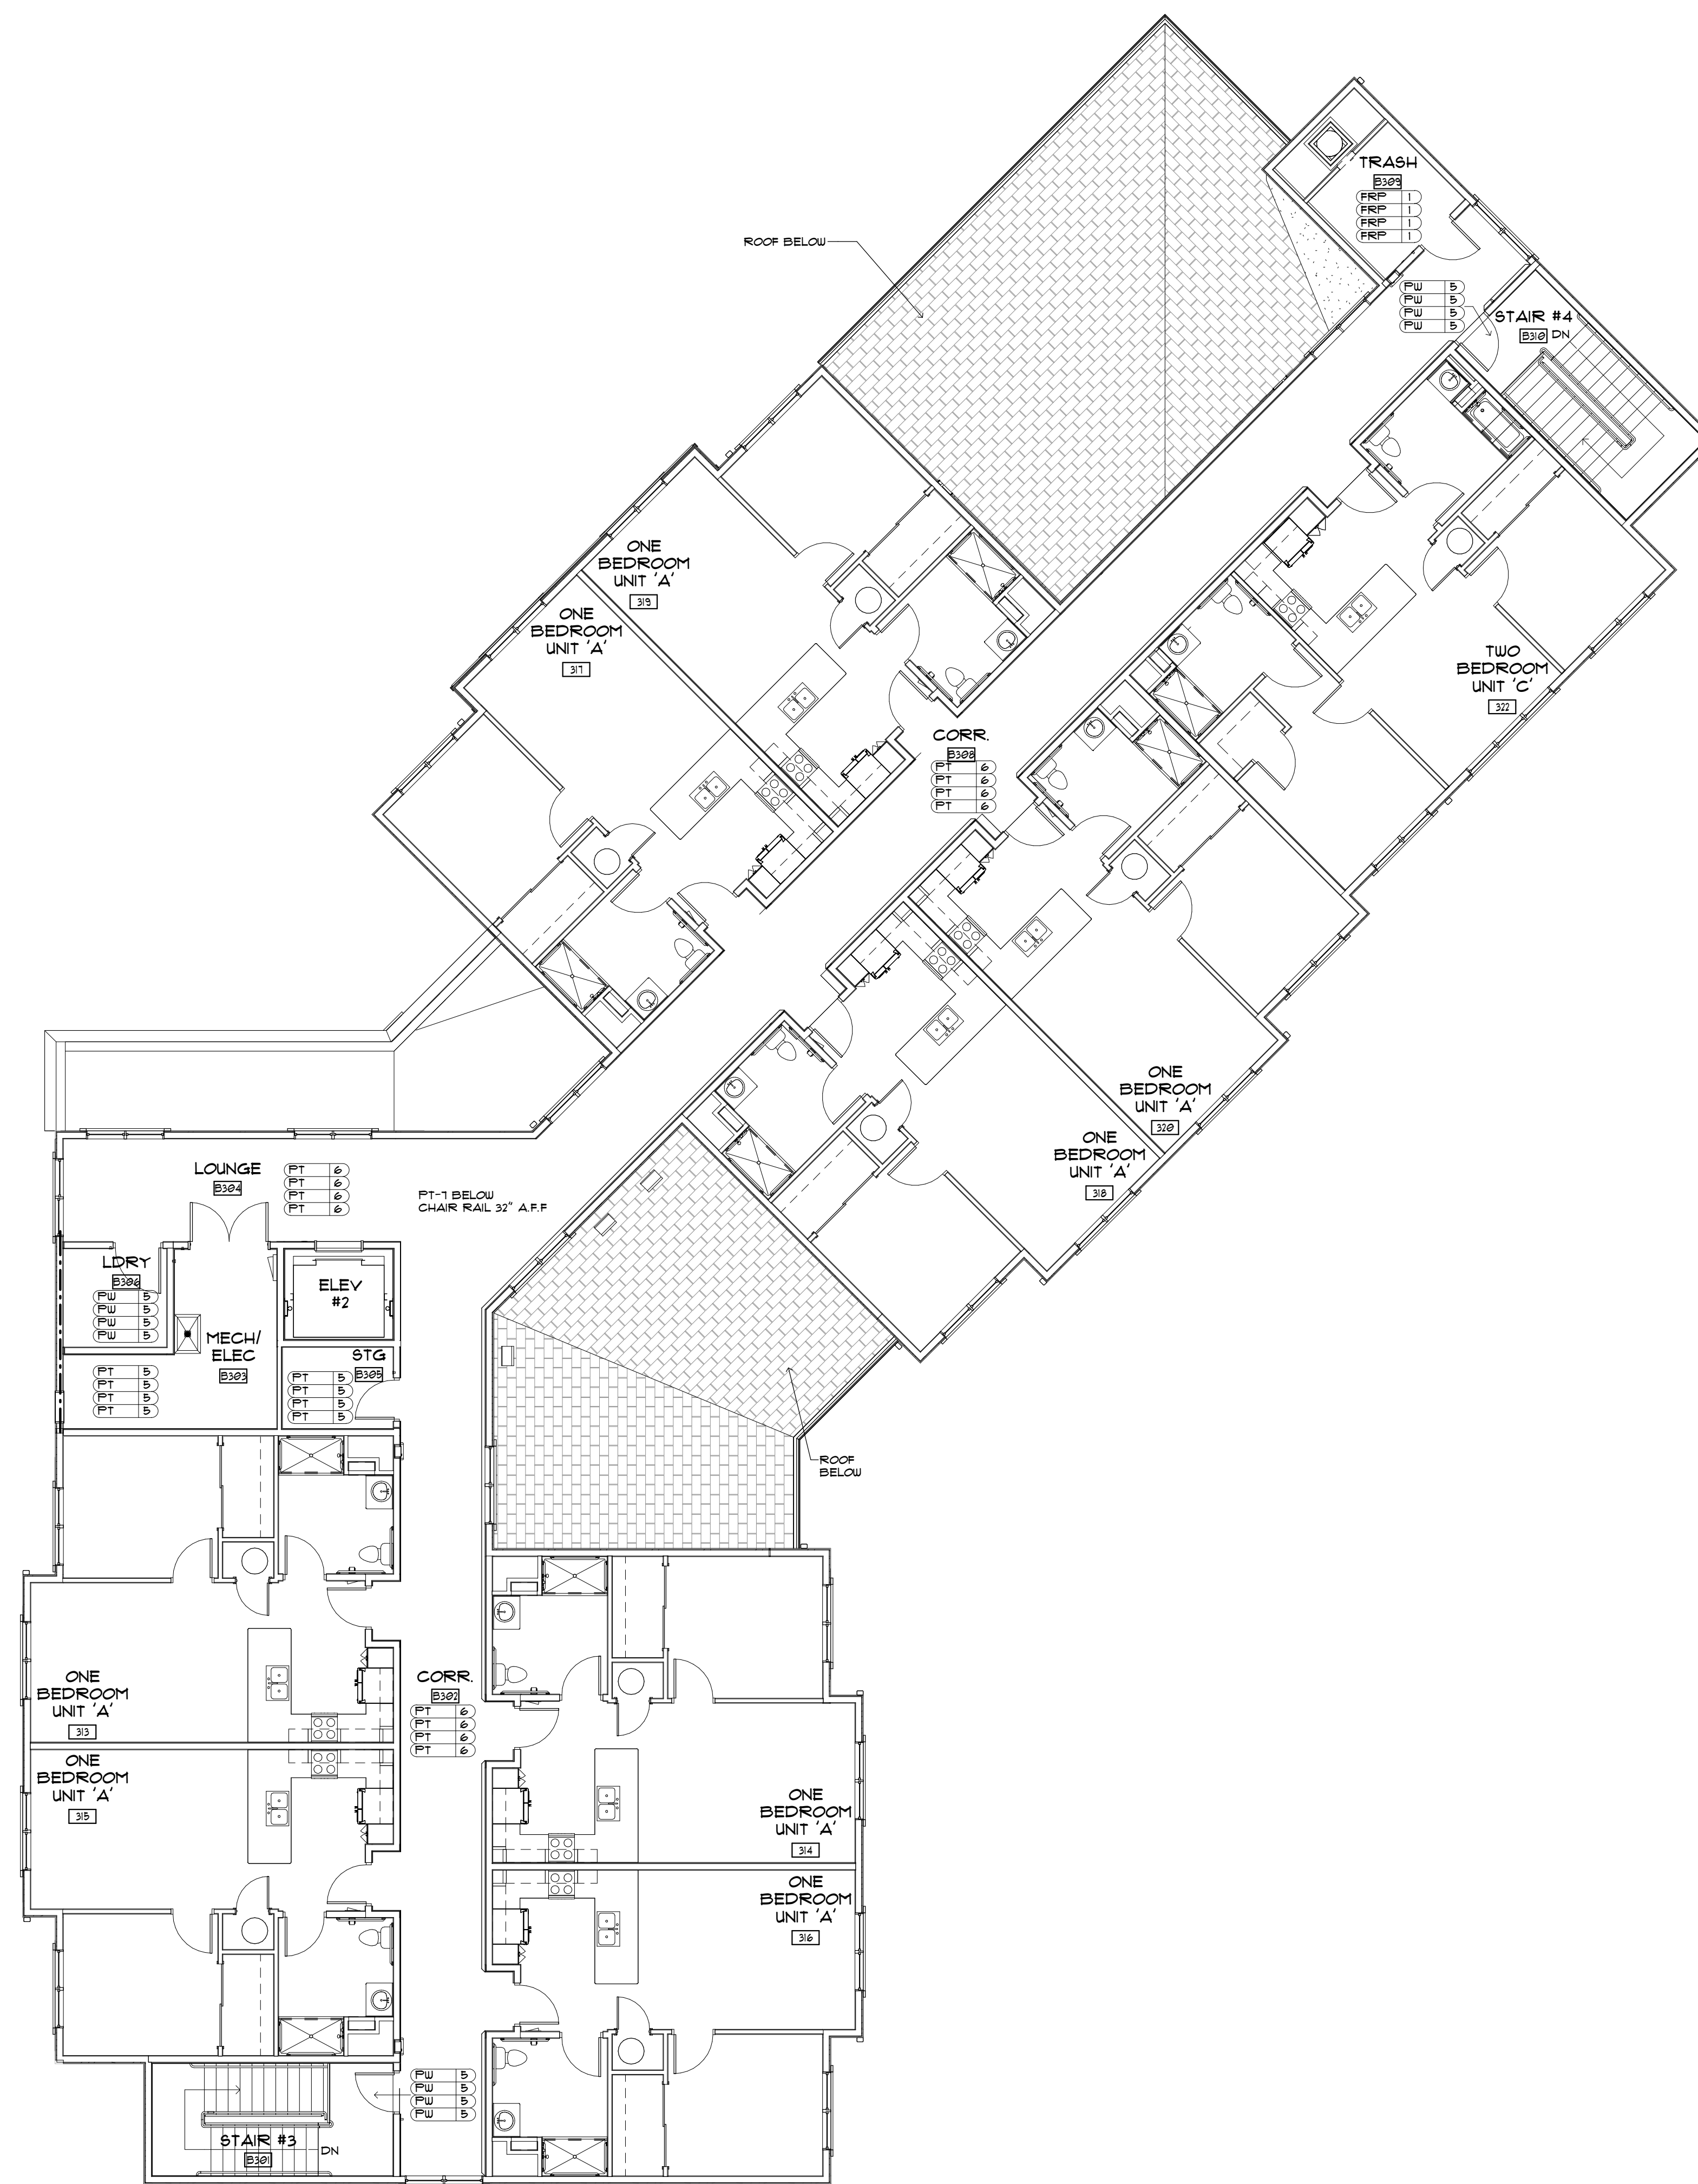 TRASH
B309
FRP 1
FRP 1
FRP 1
FRP 1
ROOF BELOW
PW 5
PW 5
PW 5
PW 5
STAIR #4
B310 DN
ONE
BEDROOM
UNIT 'A'
319
ONE
BEDROOM
UNIT 'A'
317
TWO
BEDROOM
UNIT 'C'
322
CORR.
B308
PT 6
PT 6
PT 6
PT 6
ONE
BEDROOM
UNIT 'A'
320
ONE
BEDROOM
UNIT 'A'
318
LOUNGE
B304
PT 6
PT 6
PT 6
PT 6
PT-7 BELOW
CHAIR RAIL 32" A.F.F
LDRY
B306
PW 5
PW 5
PW 5
PW 5
ELEV
#2
MECH/
ELEC
B303
PT 5
PT 5
PT 5
PT 5
STG
B305
PT 5
PT 5
PT 5
PT 5
ROOF
BELOW
ONE
BEDROOM
UNIT 'A'
313
CORR.
B302
PT 6
PT 6
PT 6
PT 6
ONE
BEDROOM
UNIT 'A'
315
ONE
BEDROOM
UNIT 'A'
314
ONE
BEDROOM
UNIT 'A'
316
PW 5
PW 5
PW 5
PW 5
STAIR #3
B301
DN